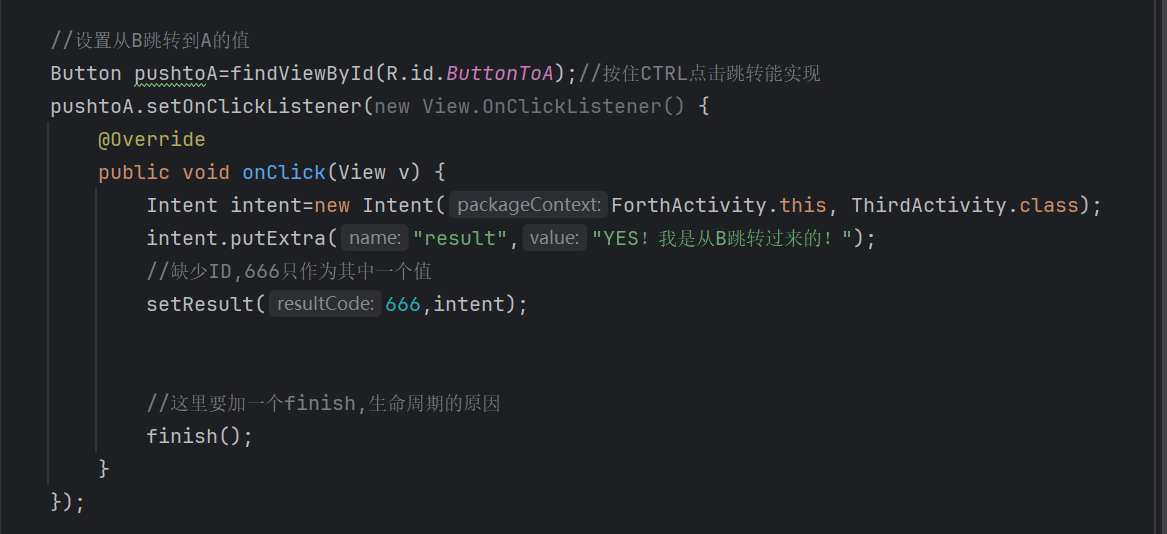 //设置从B跳转到A的值
Button pushtoA=findViewById(R.id.ButtonToA);//按住CTRL点击跳转能实现
pushtoA.setOnClickListener(new View.OnClickListener() {
@Override
public void onClick(View v) {
Intent intent=new Intent( packageContext: ForthActivity.this, ThirdActivity.class);
intent.putExtra( name: "result", value: "YES！我是从B跳转过来的！");
//缺少ID,666只作为其中一个值
setResult( resultCode: 666,intent);
//这里要加一个finish,生命周期的原因
finish();
}
});